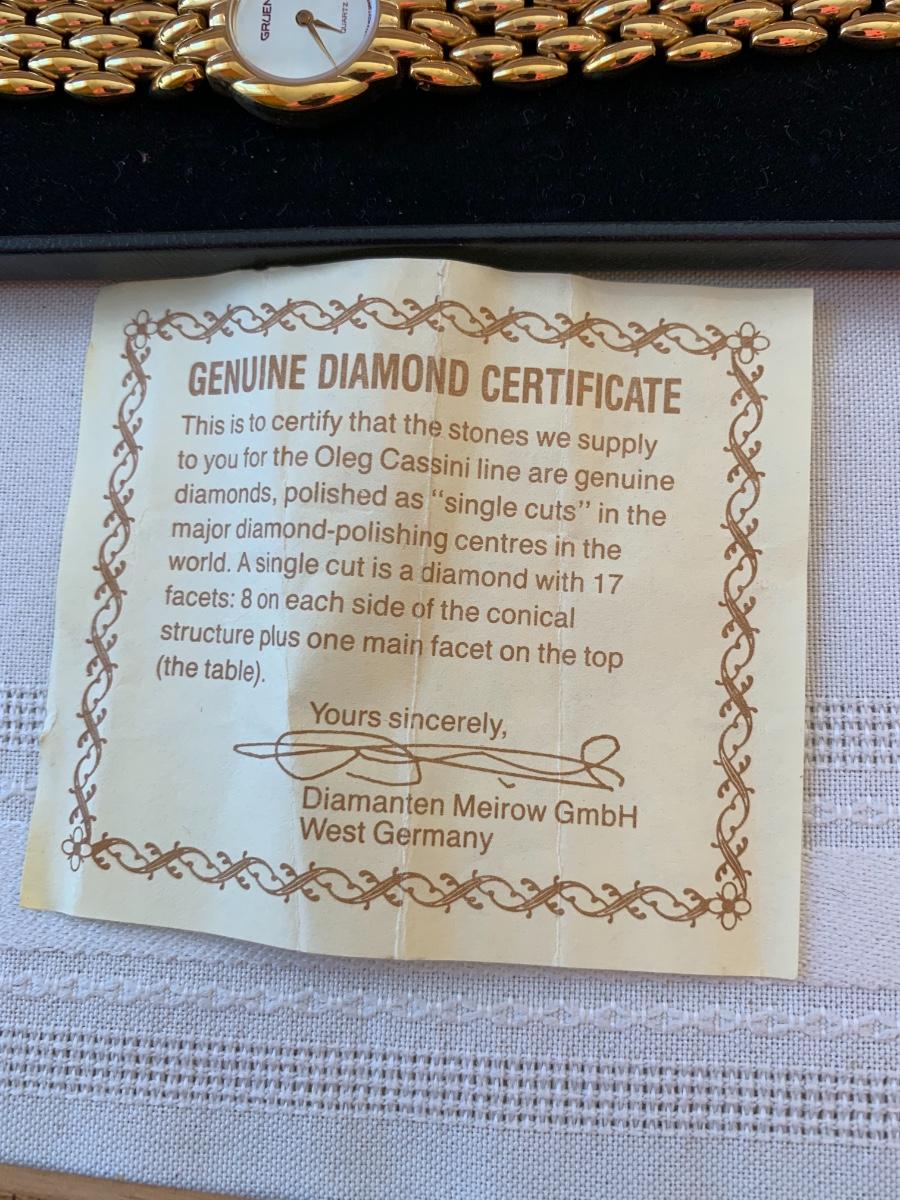 GRUEN
QUARTZ
GENUINE DIAMOND CERTIFICATE
This is to certify that the stones we supply
to you for the Oleg Cassini line are genuine
diamonds, polished as “single cuts” in the
major diamond-polishing centres in the
world. A single cut is a diamond with 17
facets: 8 on each side of the conical
structure plus one main facet on the top
(the table).
Yours sincerely,
Diamanten Meirow GmbH
West Germany